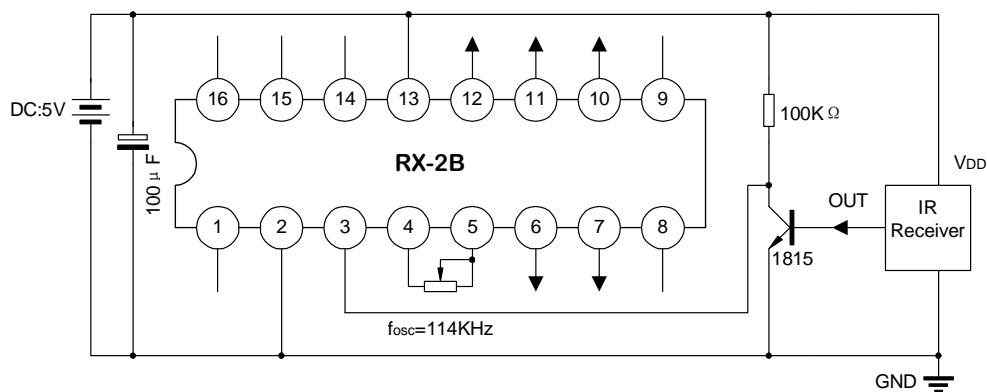 16 15 14 13 12 11 10 9
DC:5V
100KΩ
100μF
RX-2B
VDD
OUT
IR
Receiver
1 2 3 4 5 6 7 8
1815
fosc=114KHz
GND